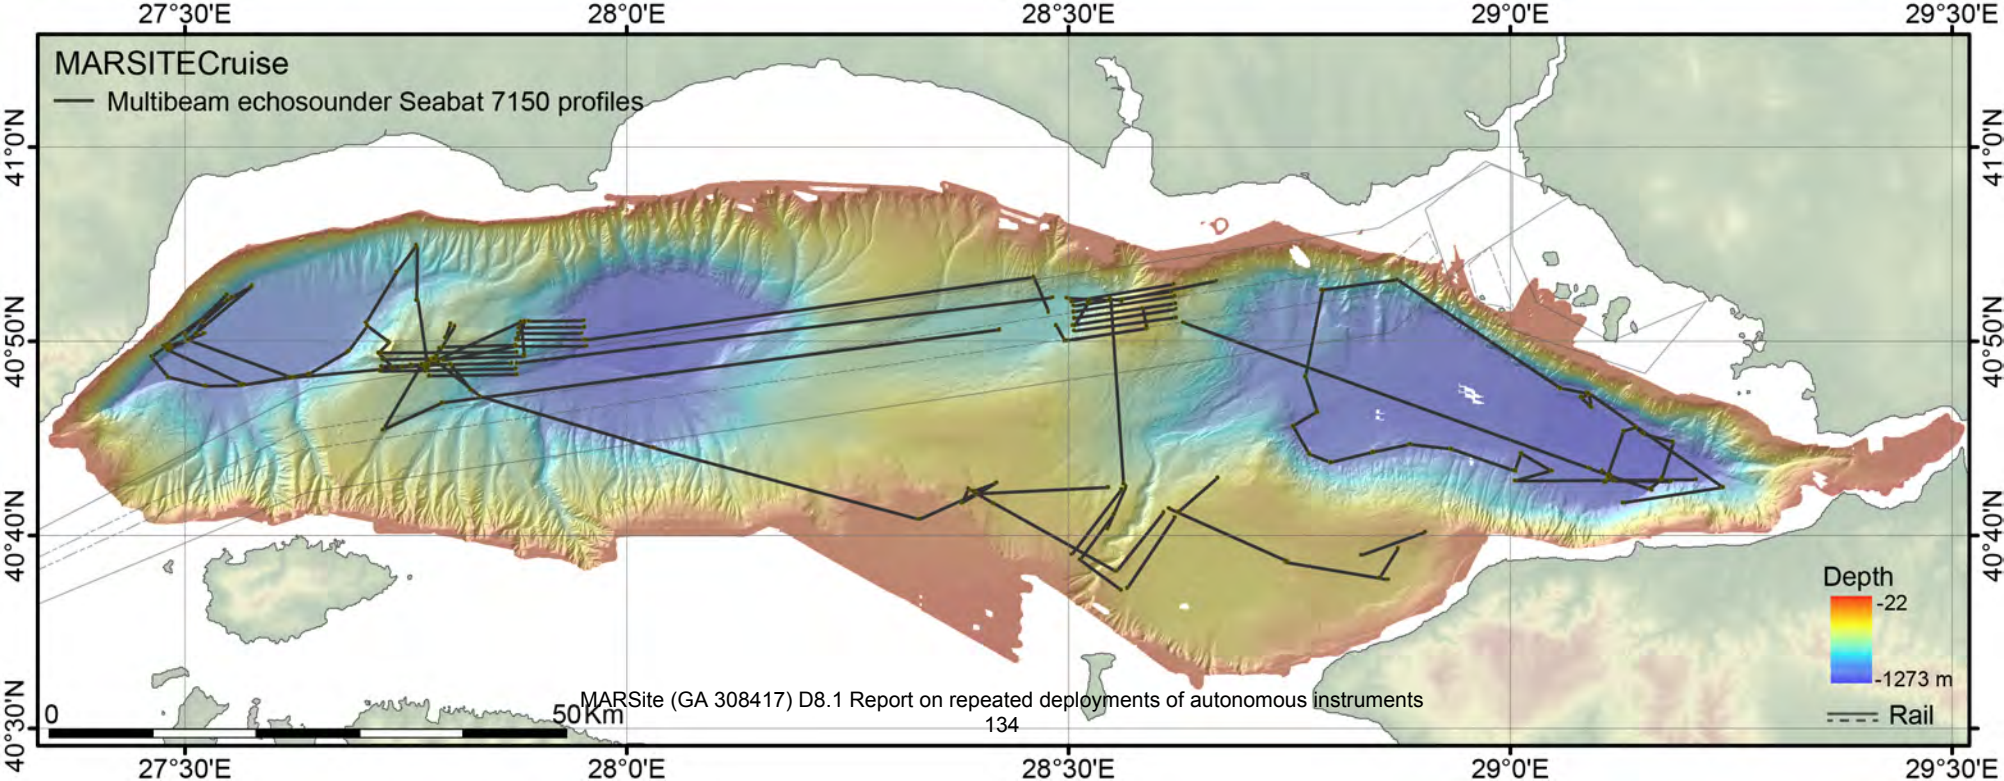 27°30'E 28°0'E 28°30'E 29°0'E 29°30'E
MARSITECruise
Multibeam echosounder Seabat 7150 profiles
41°0'N 41°0'N
40°50'N 40°50'N
40°40'N 40°40'N
Depth
-22
-1273 m
Rail
40°30'N 40°30'N
0 50Km
MARSite (GA 308417) D8.1 Report on repeated deployments of autonomous instruments
134
27°30'E 28°0'E 28°30'E 29°0'E 29°30'E